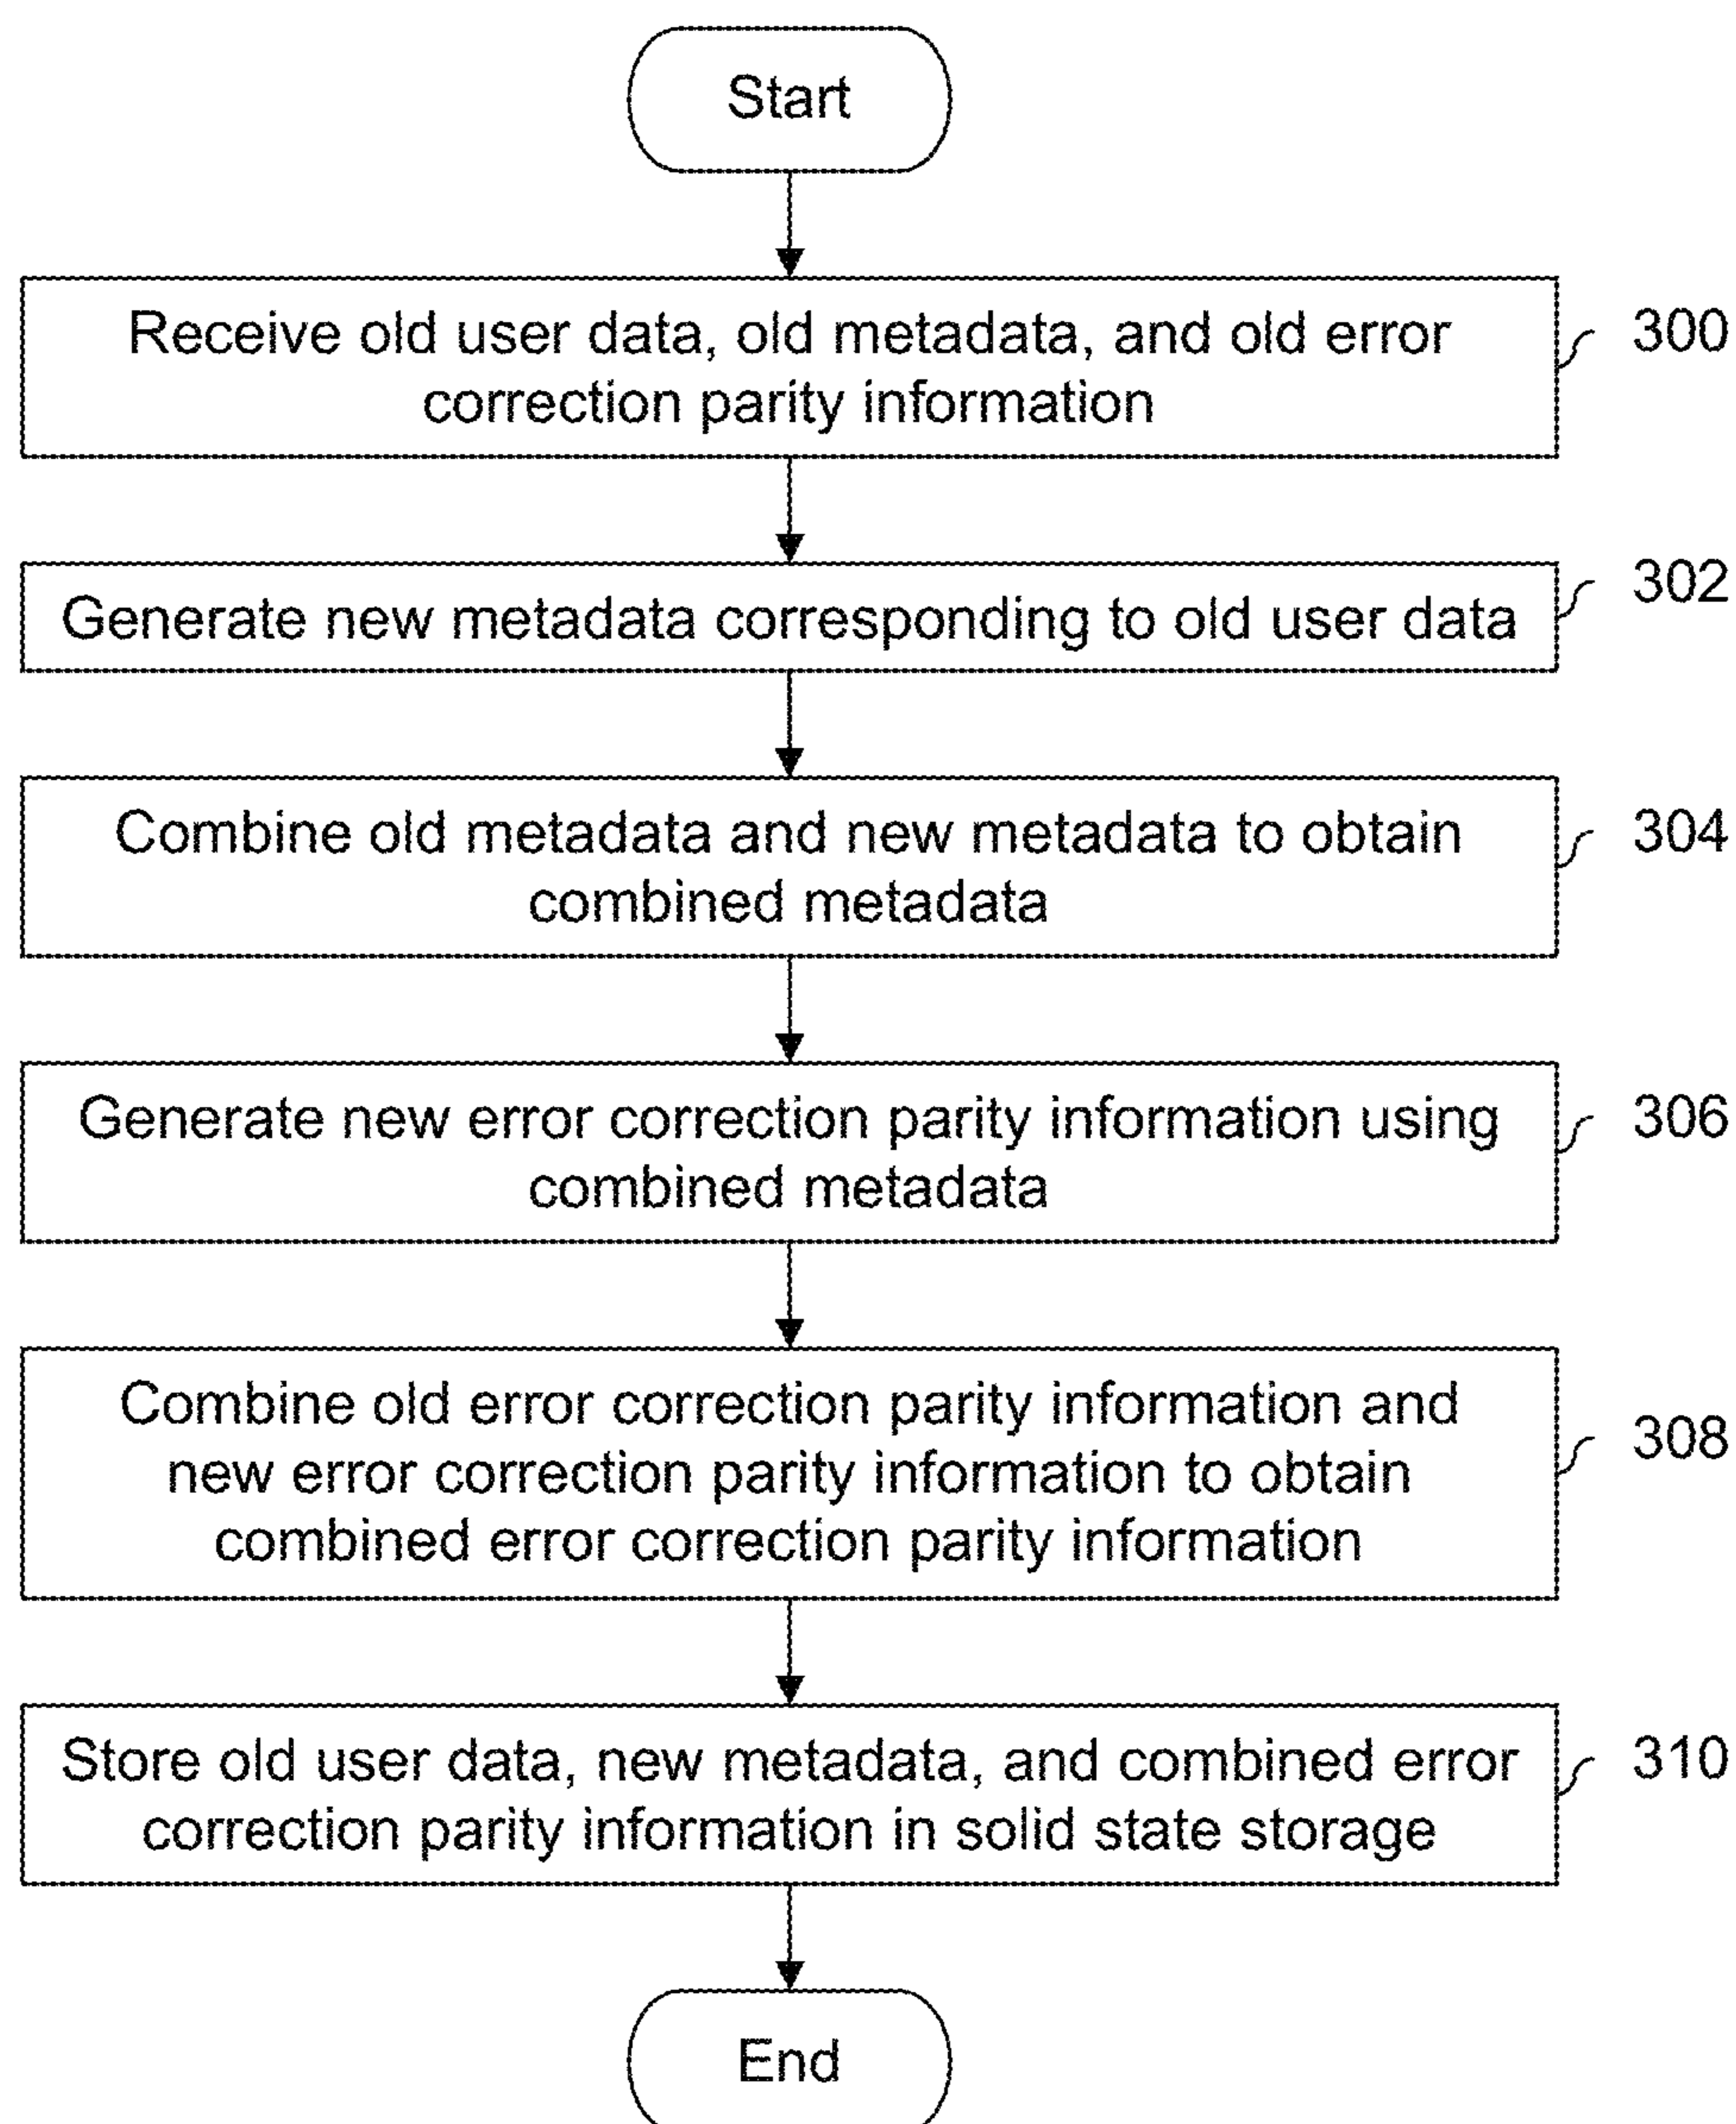 Start
Receive old user data, old metadata, and old error
correction parity information
300
Generate new metadata corresponding to old user data
302
Combine old metadata and new metadata to obtain
combined metadata
304
Generate new error correction parity information using
combined metadata
306
Combine old error correction parity information and
new error correction parity information to obtain
combined error correction parity information
308
Store old user data, new metadata, and combined error
correction parity information in solid state storage
310
End